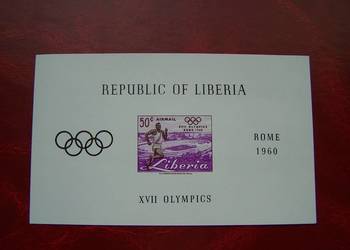 REPUBLIC OF LIBERIA
50¢ AIRMAIL
XVII OLYMPICS
ROME 1960
Liberia
ROME
1960
XVII OLYMPICS